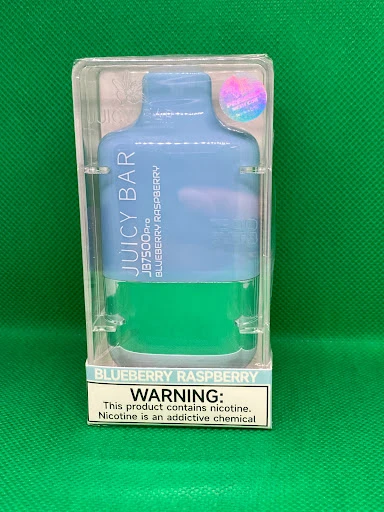 JUICY BAR
JB7500Pro
BLUEBERRY RASPBERRY
BLUEBERRY RASPBERRY
WARNING:
This product contains nicotine.
Nicotine is an addictive chemical